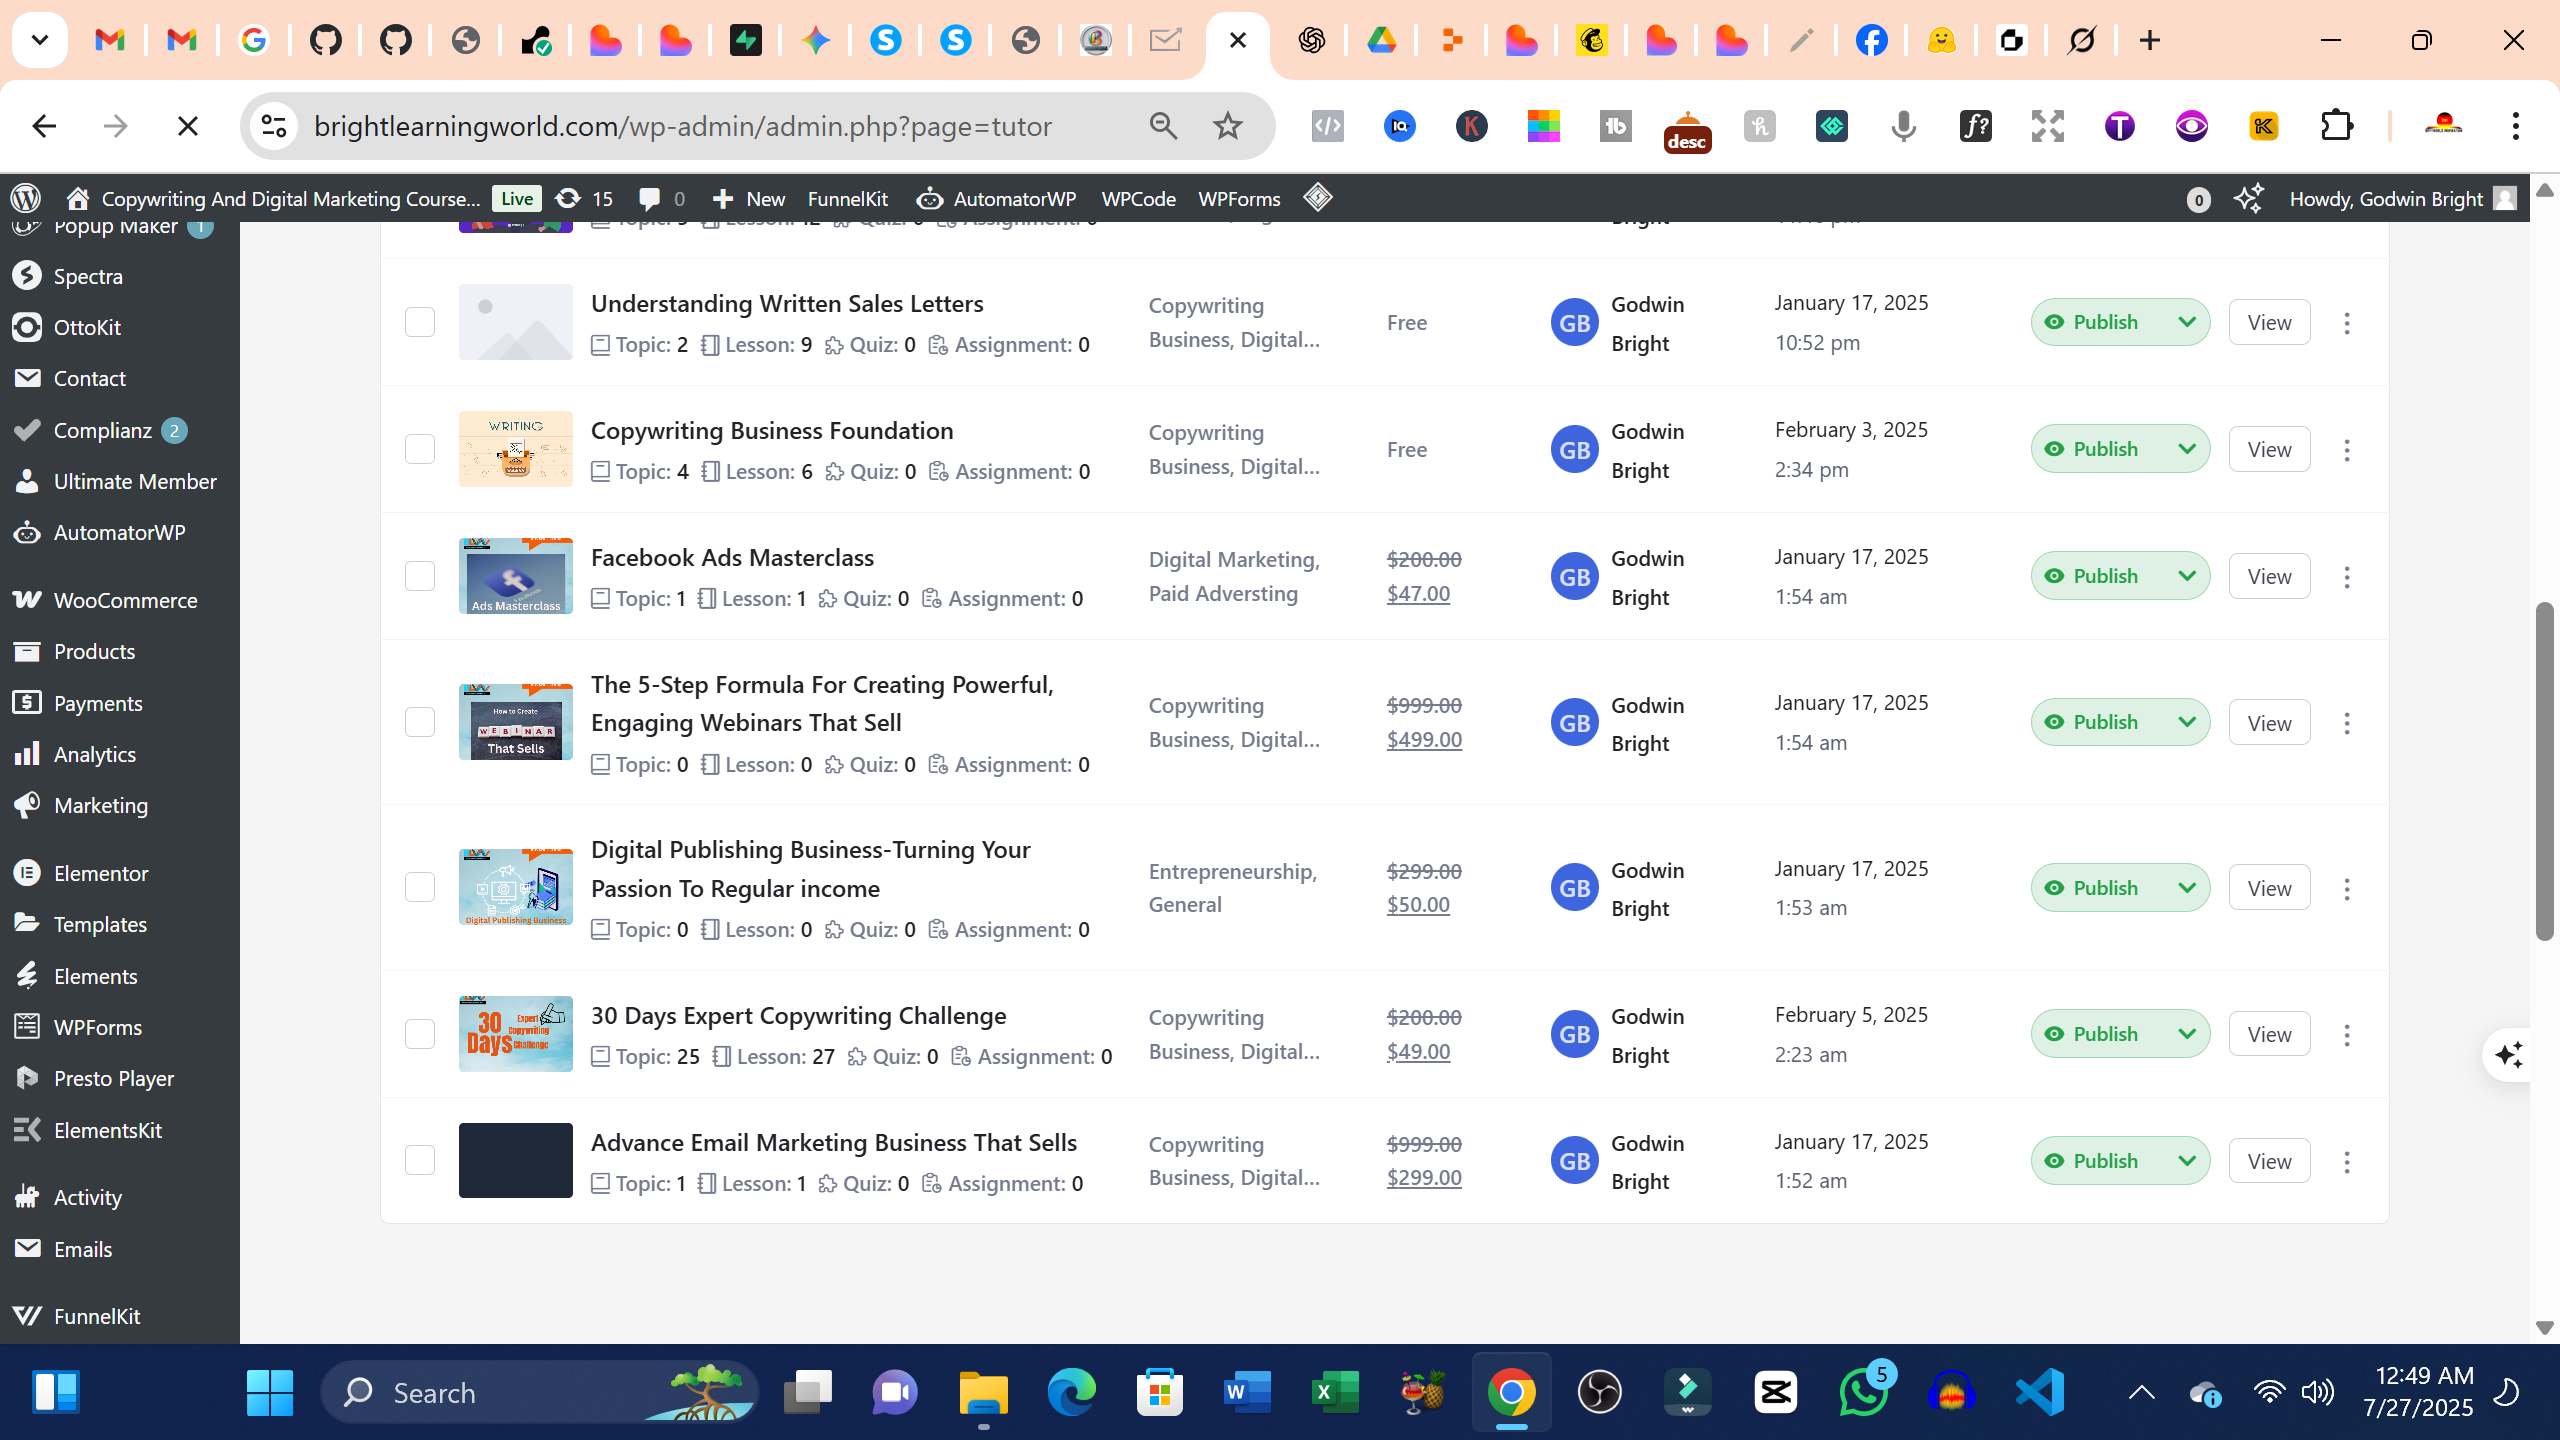 brightlearningworld.com/wp-admin/admin.php?page=tutor
desc
Copywriting And Digital Marketing Course... Live 15 0 New FunnelKit AutomatorWP WPCode WPForms 0 Howdy, Godwin Bright
Popup Maker 1
Spectra
OttoKit
Contact
Complianz 2
Ultimate Member
AutomatorWP
WooCommerce
Products
Payments
Analytics
Marketing
Elementor
Templates
Elements
WPForms
Presto Player
ElementsKit
Activity
Emails
FunnelKit
Bright
Understanding Written Sales Letters
Topic: 2 Lesson: 9 Quiz: 0 Assignment: 0
Copywriting
Business, Digital...
Free
GB
Godwin
Bright
January 17, 2025
10:52 pm
Publish
View
WRITING
Copywriting Business Foundation
Topic: 4 Lesson: 6 Quiz: 0 Assignment: 0
Copywriting
Business, Digital...
Free
GB
Godwin
Bright
February 3, 2025
2:34 pm
Publish
View
Ads Masterclass
Facebook Ads Masterclass
Topic: 1 Lesson: 1 Quiz: 0 Assignment: 0
Digital Marketing,
Paid Adversting
$200.00
$47.00
GB
Godwin
Bright
January 17, 2025
1:54 am
Publish
View
How to Create
WEBINAR
That Sells
The 5-Step Formula For Creating Powerful,
Engaging Webinars That Sell
Topic: 0 Lesson: 0 Quiz: 0 Assignment: 0
Copywriting
Business, Digital...
$999.00
$499.00
GB
Godwin
Bright
January 17, 2025
1:54 am
Publish
View
Digital Publishing Business
Digital Publishing Business-Turning Your
Passion To Regular income
Topic: 0 Lesson: 0 Quiz: 0 Assignment: 0
Entrepreneurship,
General
$299.00
$50.00
GB
Godwin
Bright
January 17, 2025
1:53 am
Publish
View
30 Expert
Copywriting
Days Challenge
30 Days Expert Copywriting Challenge
Topic: 25 Lesson: 27 Quiz: 0 Assignment: 0
Copywriting
Business, Digital...
$200.00
$49.00
GB
Godwin
Bright
February 5, 2025
2:23 am
Publish
View
Advance Email Marketing Business That Sells
Topic: 1 Lesson: 1 Quiz: 0 Assignment: 0
Copywriting
Business, Digital...
$999.00
$299.00
GB
Godwin
Bright
January 17, 2025
1:52 am
Publish
View
Search
5
12:49 AM
7/27/2025